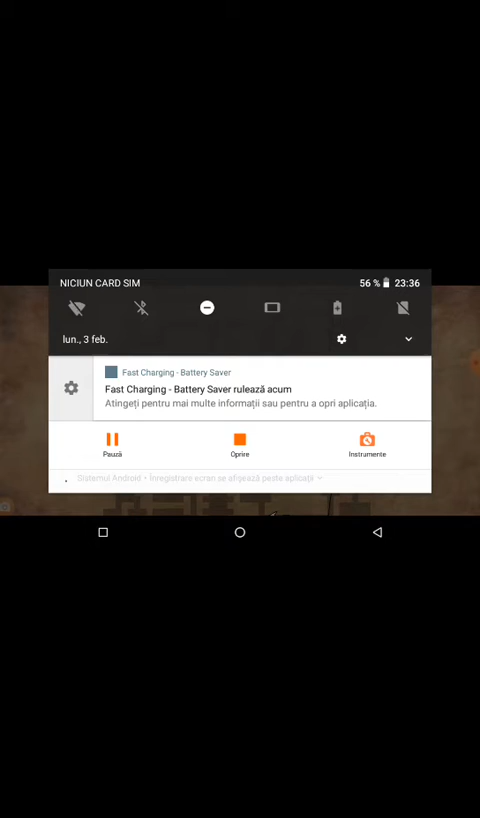 NICIUN CARD SIM 56 % 23:36
lun., 3 feb.
Fast Charging - Battery Saver
Fast Charging - Battery Saver rulează acum
Atingeți pentru mai multe informații sau pentru a opri aplicația.
Pauză Oprire Instrumente
Sistemul Android • Înregistrare ecran se afișează peste aplicații